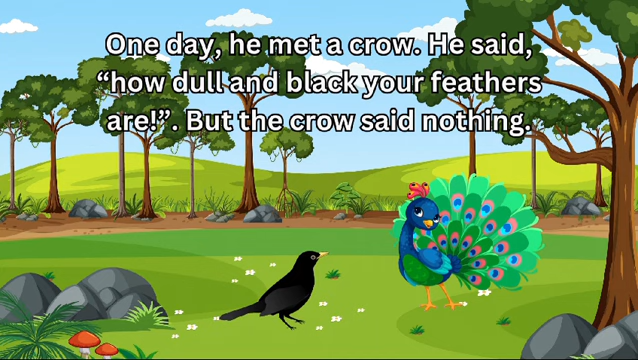 One day, he met a crow. He said,
“how dull and black your feathers
are!”. But the crow said nothing.